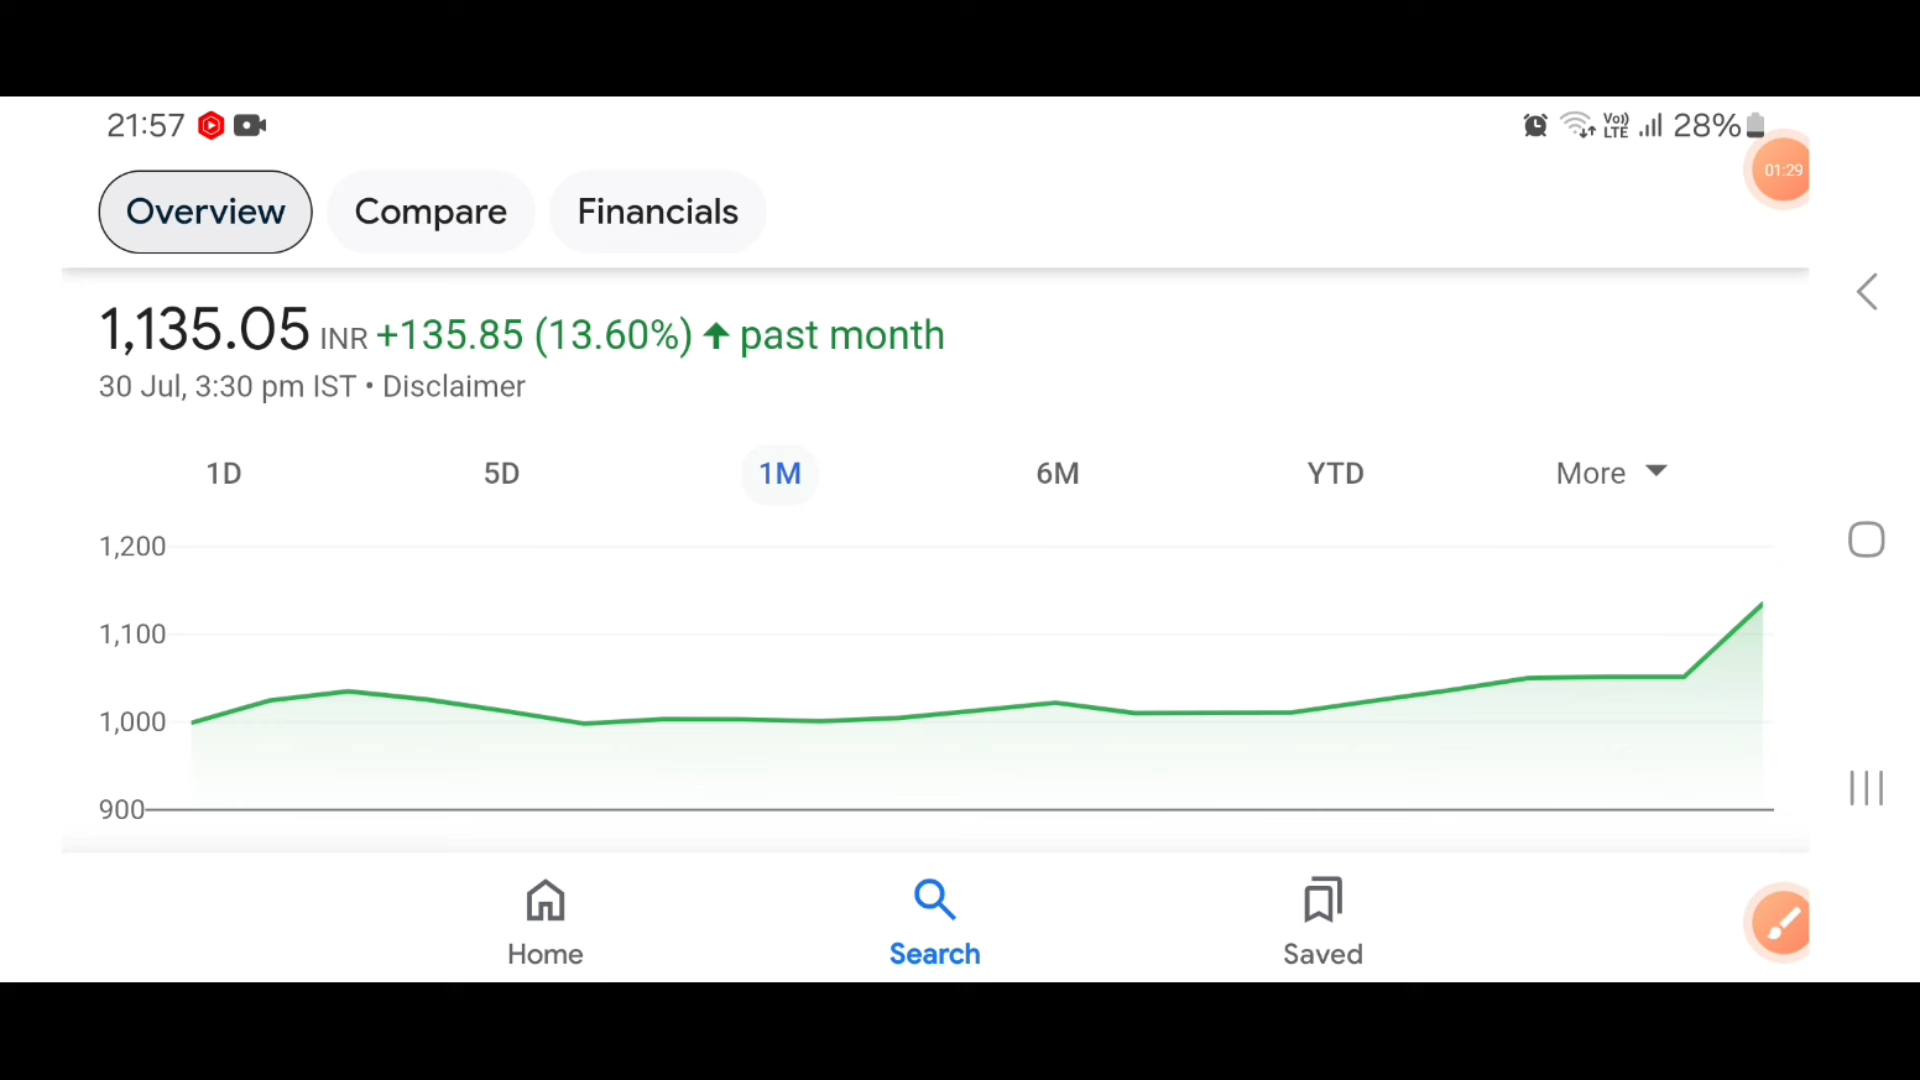 21:57
Vo)) LTE 28%
01:29
Overview Compare Financials
1,135.05 INR +135.85 (13.60%) ↑ past month
30 Jul, 3:30 pm IST • Disclaimer
1D 5D 1M 6M YTD More
1,200
1,100
1,000
900
Home Search Saved